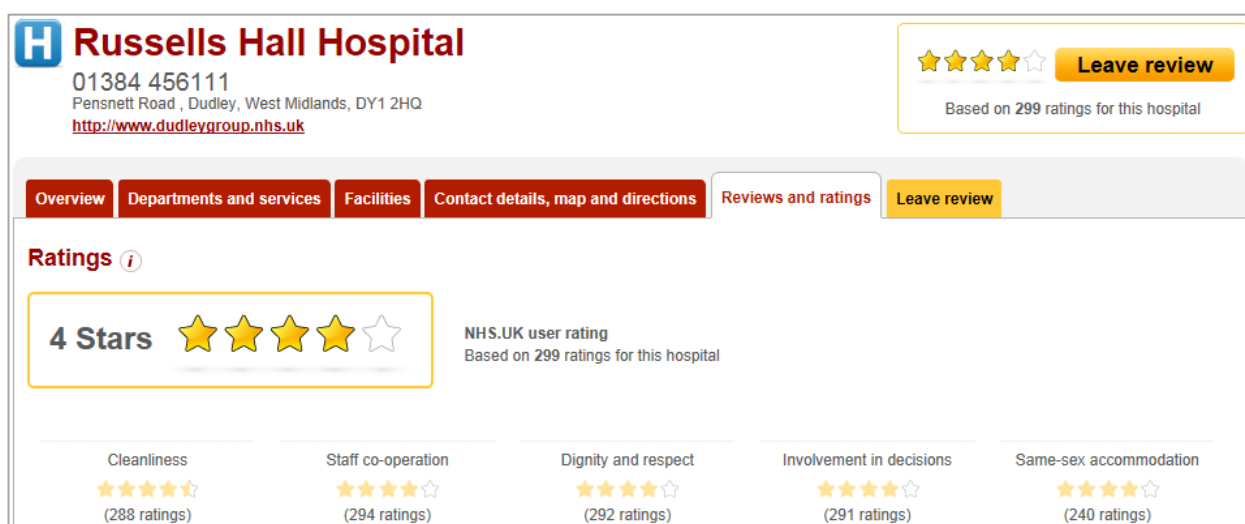 H Russells Hall Hospital
01384 456111
Pensnett Road , Dudley, West Midlands, DY1 2HQ
http://www.dudleygroup.nhs.uk
Leave review
Based on 299 ratings for this hospital
Overview Departments and services Facilities Contact details, map and directions Reviews and ratings Leave review
Ratings i
4 Stars
NHS.UK user rating
Based on 299 ratings for this hospital
Cleanliness Staff co-operation Dignity and respect Involvement in decisions Same-sex accommodation
(288 ratings) (294 ratings) (292 ratings) (291 ratings) (240 ratings)